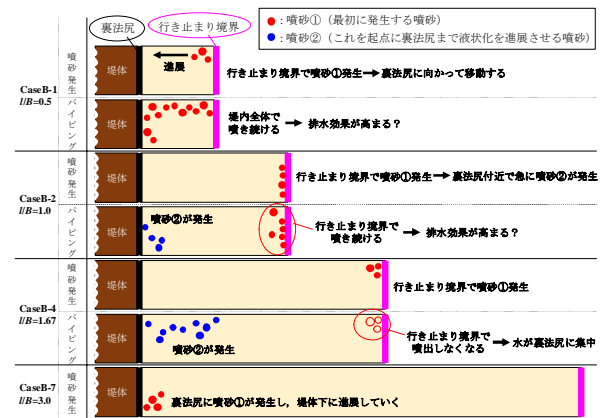 裏法尻
行き止まり境界
●：噴砂①（最初に発生する噴砂）
●：噴砂②（これを起点に裏法尻まで液状化を進展させる噴砂）
CaseB-1
l/B=0.5
噴砂発生
堤体
進展
行き止まり境界で噴砂①発生→裏法尻に向かって移動する
パイピング
堤体
堤内全体で
噴き続ける
→ 排水効果が高まる？
CaseB-2
l/B=1.0
噴砂発生
堤体
行き止まり境界で噴砂①発生→裏法尻付近で急に噴砂②が発生
パイピング
堤体
噴砂②が発生
行き止まり境界で
噴き続ける
→ 排水効果が高まる？
CaseB-4
l/B=1.67
噴砂発生
堤体
行き止まり境界で噴砂①発生
パイピング
堤体
噴砂②が発生
行き止まり境界で
噴出しなくなる
→ 水が裏法尻に集中
CaseB-7
l/B=3.0
噴砂発生
堤体
裏法尻に噴砂①が発生し，堤体下に進展していく